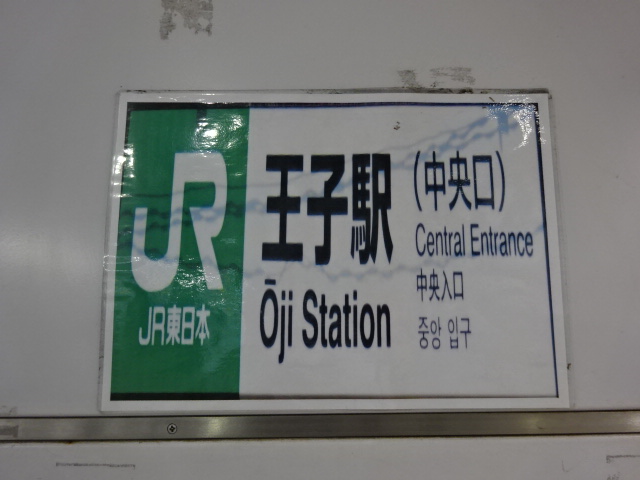 JR
JR東日本
王子駅
Ōji Station
(中央口)
Central Entrance
中央入口
중앙 입구